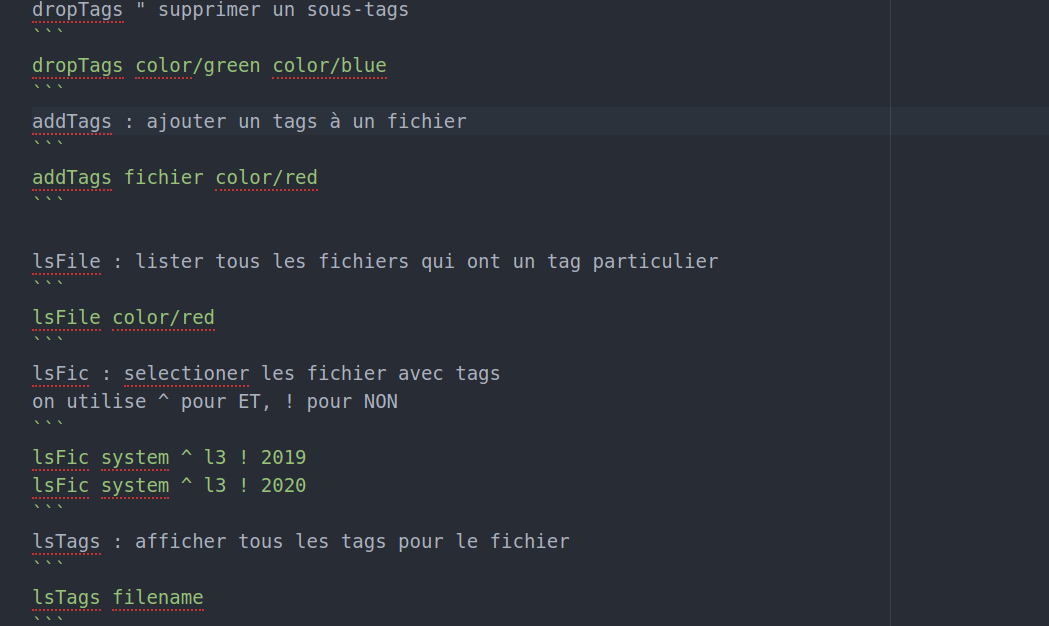 dropTags " supprimer un sous-tags
```
dropTags color/green color/blue
```
addTags : ajouter un tags à un fichier
```
addTags fichier color/red
```
lsFile : lister tous les fichiers qui ont un tag particulier
```
lsFile color/red
```
lsFic : selectioner les fichier avec tags
on utilise ^ pour ET, ! pour NON
```
lsFic system ^ l3 ! 2019
lsFic system ^ l3 ! 2020
```
lsTags : afficher tous les tags pour le fichier
```
lsTags filename
```